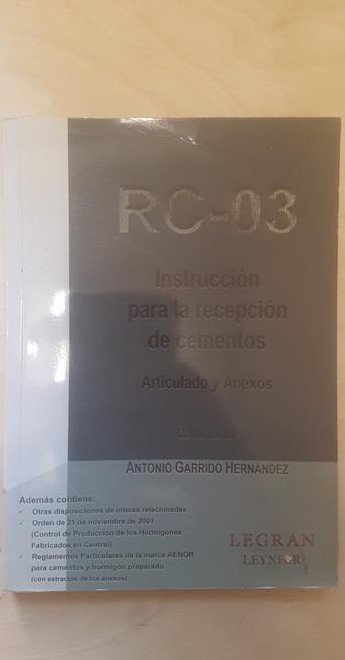 RC-03
Instrucción
para la recepción
de cementos
Articulado y Anexos
ANTONIO GARRIDO HERNÁNDEZ
Además contiene:
✓ Otras disposiciones de interés relacionadas
✓ Orden de 21 de noviembre de 2001
(Control de Producción de los Hormigones
Fabricados en Central)
✓ Reglamentos Particulares de la marca AENOR
para cementos y hormigón preparado
(con extractos de los anexos)
LEGRAN
LEYNFOR